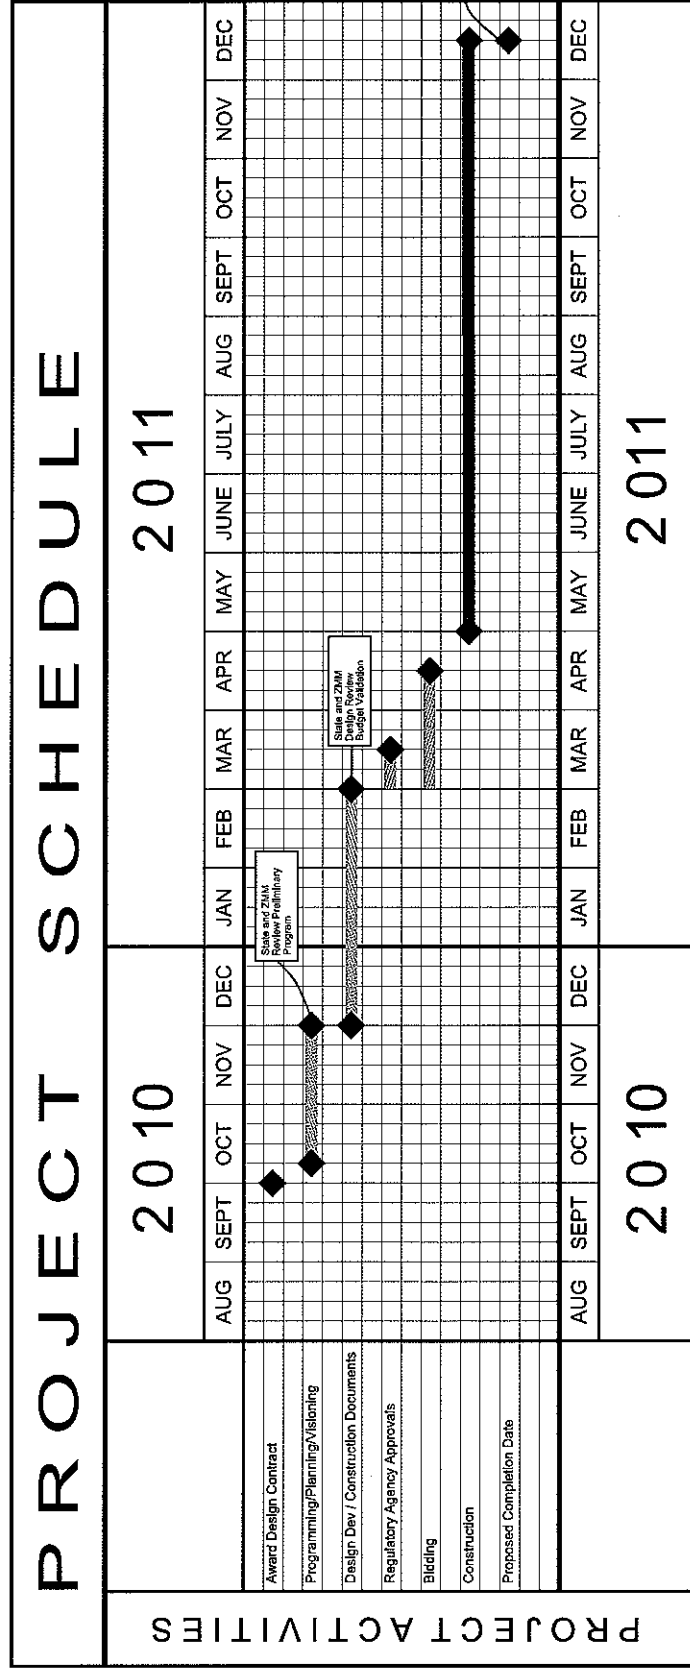 PROJECT SCHEDULE
2010
2011
AUG SEPT OCT NOV DEC JAN FEB MAR APR MAY JUNE JULY AUG SEPT OCT NOV DEC
PROJECT ACTIVITIES
Award Design Contract
State and ZMM
Review Preliminary
Program
Programming/Planning/Visioning
State and ZMM
Design Review
Budget Validation
Design Dev / Construction Documents
Regulatory Agency Approvals
Bidding
Construction
Proposed Completion Date
AUG SEPT OCT NOV DEC JAN FEB MAR APR MAY JUNE JULY AUG SEPT OCT NOV DEC
2010
2011